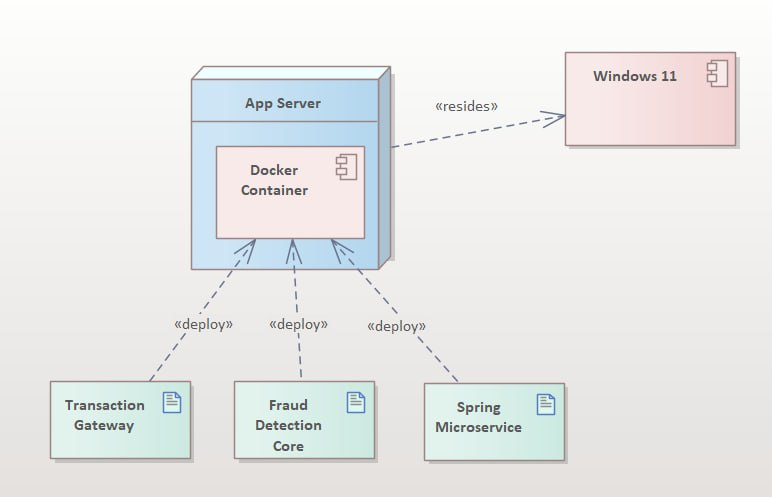 App Server
Windows 11
«resides»
Docker
Container
«deploy»
«deploy»
«deploy»
Transaction
Gateway
Fraud
Detection
Core
Spring
Microservice